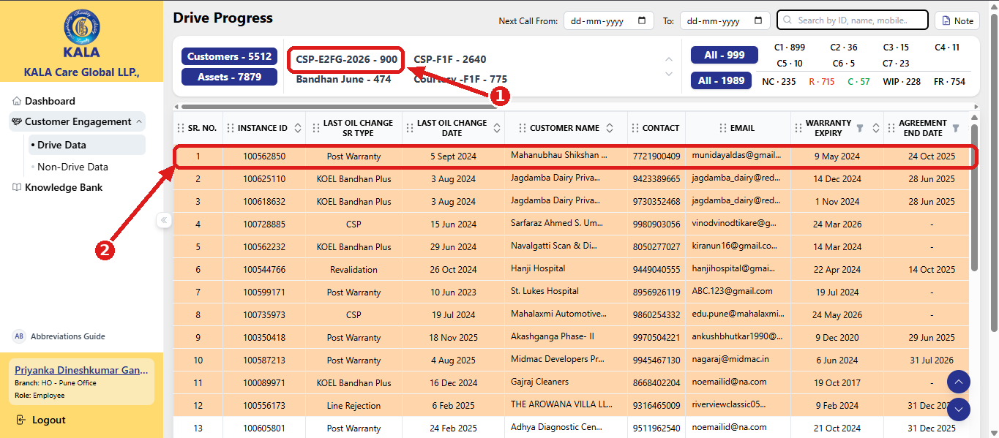 KALA
KALA Care Global LLP.,
Dashboard
Customer Engagement
Drive Data
Non-Drive Data
Knowledge Bank
AB Abbreviations Guide
Priyanka Dineshkumar Gan...
Branch: HO - Pune Office
Role: Employee
Logout
Drive Progress
Next Call From: dd-mm-yyyy To: dd-mm-yyyy Search by ID, name, mobile.. Note
Customers - 5512
Assets - 7879
CSP-E2FG-2026 - 900 CSP-F1F - 2640
Bandhan June - 474 Courtesy -F1F - 775
All - 999 C1 · 899 C2 · 36 C3 · 15 C4 · 11
C5 · 10 C6 · 5 C7 · 23
All - 1989 NC · 235 R · 715 C · 57 WIP · 228 FR · 754
1
2
SR. NO. INSTANCE ID LAST OIL CHANGE SR TYPE LAST OIL CHANGE DATE CUSTOMER NAME CONTACT EMAIL WARRANTY EXPIRY AGREEMENT END DATE
1 100562850 Post Warranty 5 Sept 2024 Mahanubhau Shikshan ... 7721900409 munidayaldas@gmail... 9 May 2024 24 Oct 2025
2 100625110 KOEL Bandhan Plus 3 Aug 2024 Jagdamba Dairy Priva... 9423389665 jagdamba_dairy@red... 14 Dec 2024 28 Jun 2025
3 100618632 KOEL Bandhan Plus 3 Aug 2024 Jagdamba Dairy Priva... 9730352468 jagdamba_dairy@red... 1 Nov 2024 28 Jun 2025
4 100728885 CSP 15 Jun 2024 Sarfaraz Ahmed S. Um... 9980903056 vinodvinodtikare@g... 24 Mar 2026 -
5 100562232 KOEL Bandhan Plus 29 Jun 2024 Navalgatti Scan & Di... 8050277027 kiranun16@gmail.co... 14 Mar 2024 -
6 100544766 Revalidation 26 Oct 2024 Hanji Hospital 9449040555 hanjihospital@gmai... 22 Apr 2024 14 Oct 2025
7 100599171 Post Warranty 10 Jun 2023 St. Lukes Hospital 8956926119 ABC.123@gmail.com 19 Jul 2024 -
8 100735973 CSP 19 Jul 2024 Mahalaxmi Automotive... 9860254332 edu.pune@mahalaxmi... 24 May 2026 -
9 100350418 Post Warranty 18 Nov 2025 Akashganga Phase- II 9970504221 ankushbhutkar1990@... 9 Dec 2020 29 Jun 2025
10 100587213 Post Warranty 4 Aug 2025 Midmac Developers Pr... 9945467130 nagaraj@midmac.in 6 Jun 2024 31 Jul 2026
11 100089971 KOEL Bandhan Plus 16 Dec 2024 Gajraj Cleaners 8668402204 noemailid@na.com 19 Oct 2017 -
12 100556173 Line Rejection 6 Feb 2025 THE AROWANA VILLA LL... 9316465009 riverviewclassic05... 9 Feb 2024 31 Dec
13 100605801 Post Warranty 24 Feb 2025 Adhya Diagnostic Cen... 9511962540 noemailid@na.com 21 Oct 2024 31 Dec 2025